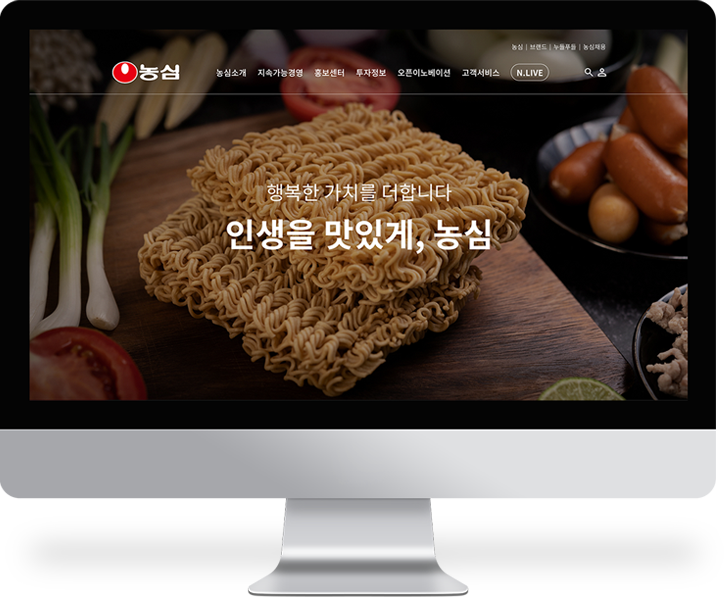 농심 | 브랜드 | 누들푸들 | 농심채용
농심
농심소개 지속가능경영 홍보센터 투자정보 오픈이노베이션 고객서비스 N.LIVE
행복한 가치를 더합니다
인생을 맛있게, 농심